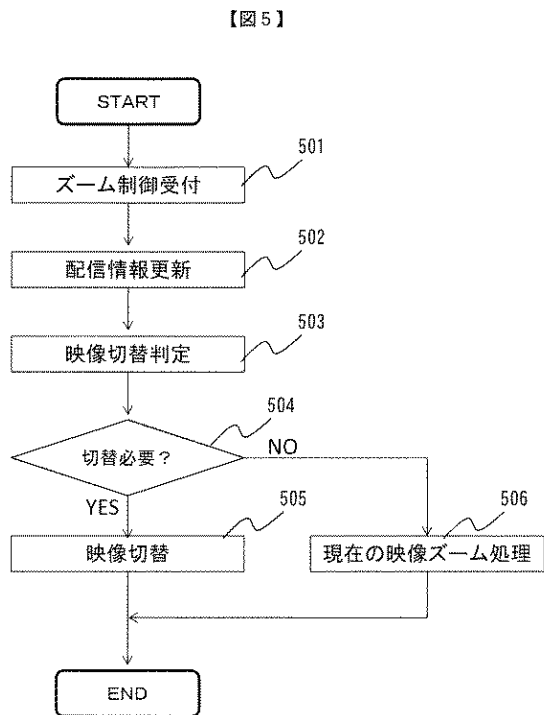 【図5】
START
501
ズーム制御受付
502
配信情報更新
503
映像切替判定
504
切替必要?
NO
YES
505
映像切替
506
現在の映像ズーム処理
END